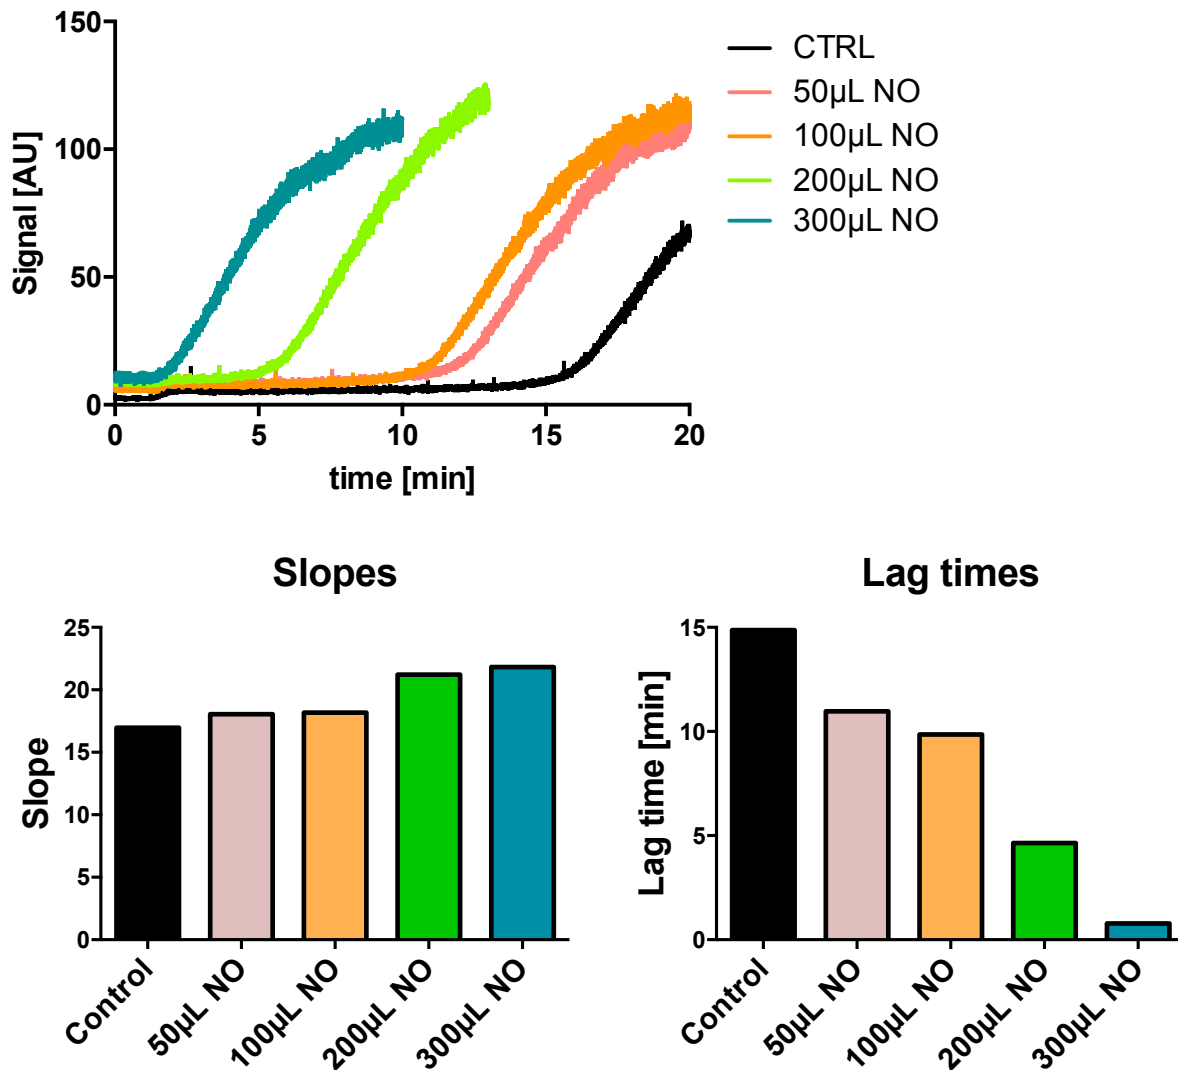 150
100
50
0
Signal [AU]
0 5 10 15 20
time [min]
CTRL
50µL NO
100µL NO
200µL NO
300µL NO
Slopes
25
20
15
10
5
0
Slope
Control
50µL NO
100µL NO
200µL NO
300µL NO
Lag times
15
10
5
0
Lag time [min]
Control
50µL NO
100µL NO
200µL NO
300µL NO